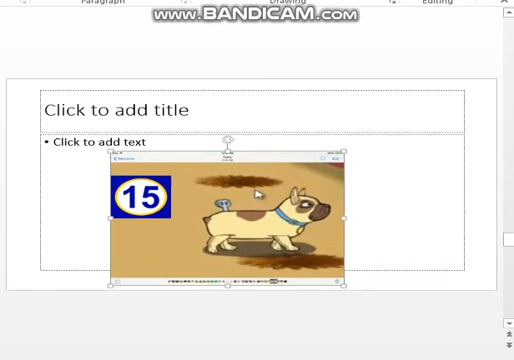 Paragraph
Drawing
Editing
www.BANDICAM.com
Click to add title
• Click to add text
15